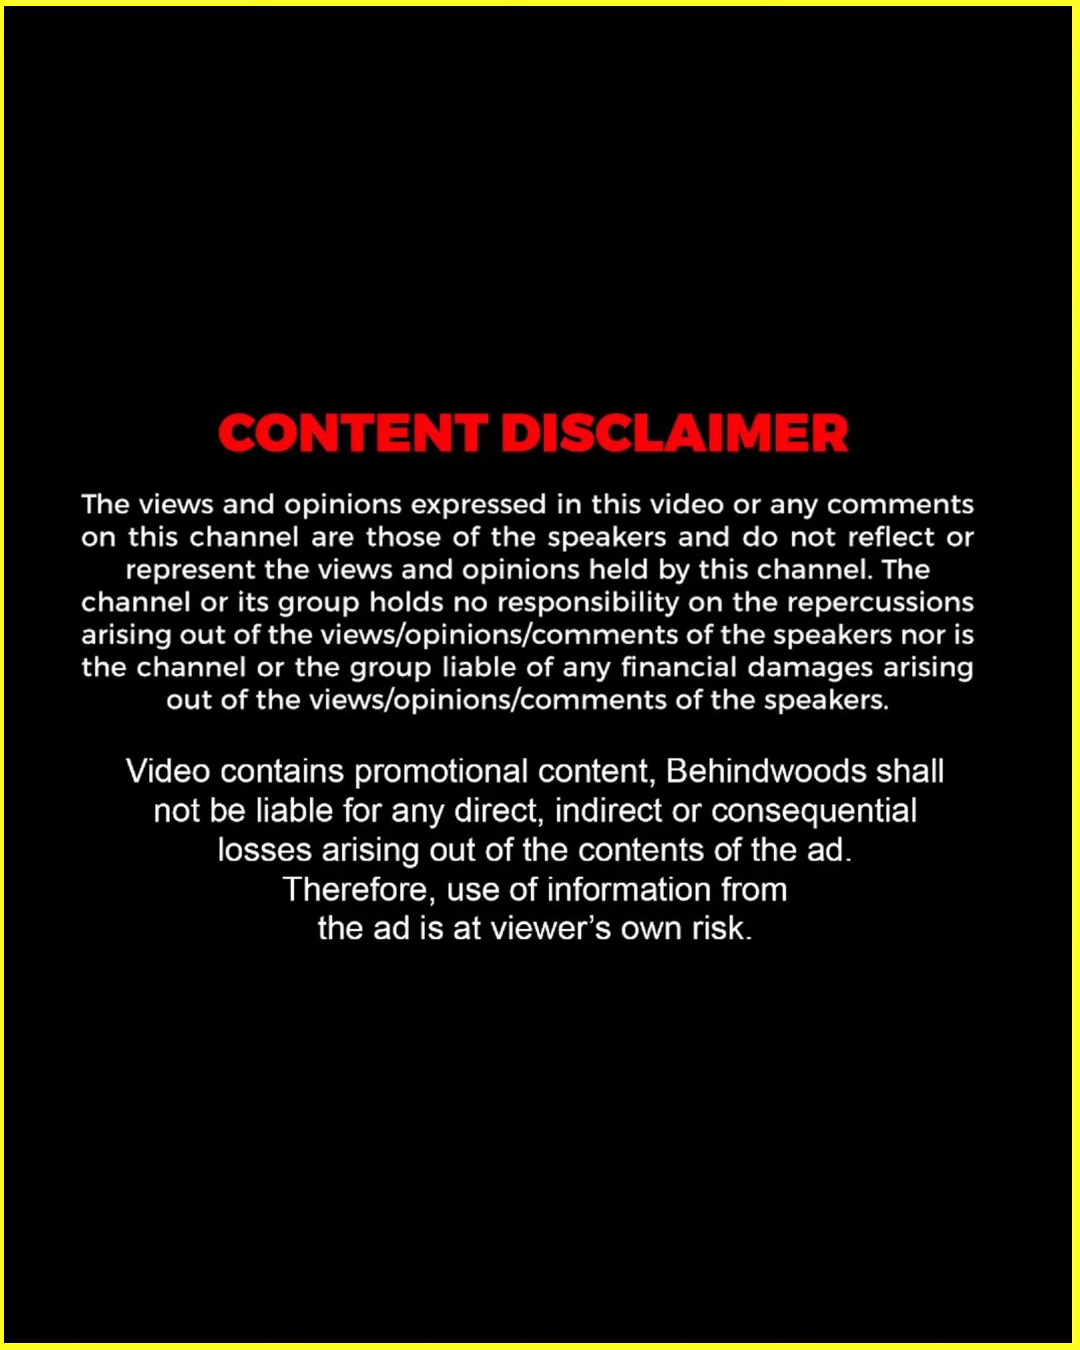 CONTENT DISCLAIMER
The views and opinions expressed in this video or any comments
on this channel are those of the speakers and do not reflect or
represent the views and opinions held by this channel. The
channel or its group holds no responsibility on the repercussions
arising out of the views/opinions/comments of the speakers nor is
the channel or the group liable of any financial damages arising
out of the views/opinions/comments of the speakers.
Video contains promotional content, Behindwoods shall
not be liable for any direct, indirect or consequential
losses arising out of the contents of the ad.
Therefore, use of information from
the ad is at viewer’s own risk.